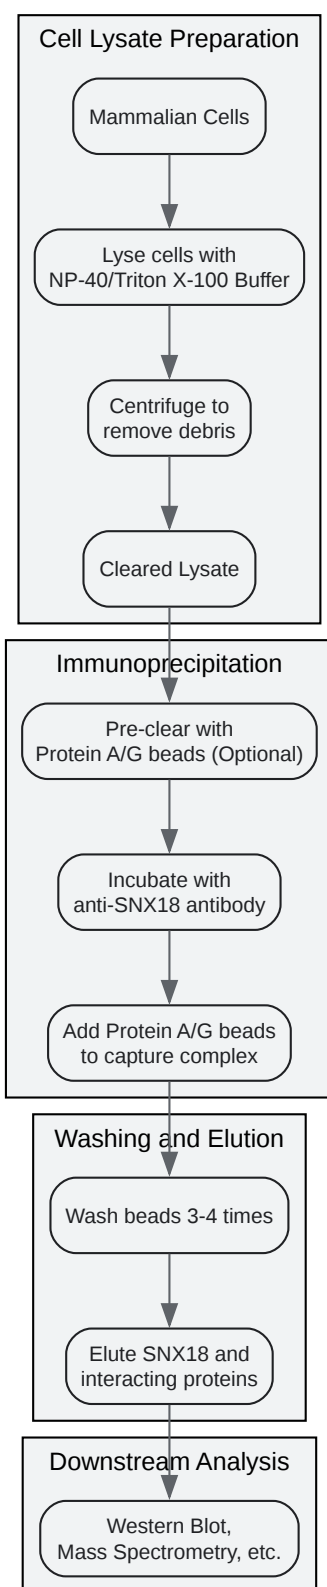 Cell Lysate Preparation
Mammalian Cells
Lyse cells with
NP-40/Triton X-100 Buffer
Centrifuge to
remove debris
Cleared Lysate
Immunoprecipitation
Pre-clear with
Protein A/G beads (Optional)
Incubate with
anti-SNX18 antibody
Add Protein A/G beads
to capture complex
Washing and Elution
Wash beads 3-4 times
Elute SNX18 and
interacting proteins
Downstream Analysis
Western Blot,
Mass Spectrometry, etc.